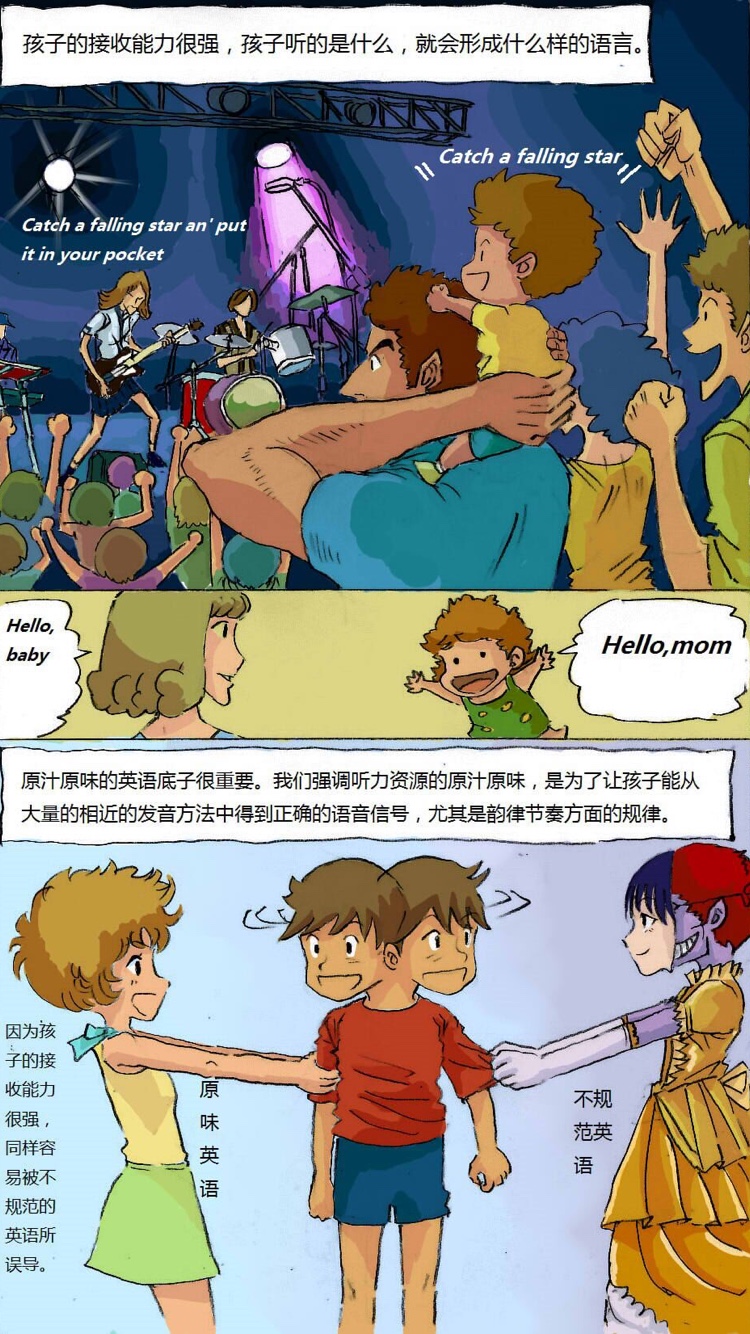 孩子的接收能力很强，孩子听的是什么，就会形成什么样的语言。
Catch a falling star
Catch a falling star an' put
it in your pocket
Hello,
baby
Hello,mom
原汁原味的英语底子很重要。我们强调听力资源的原汁原味，是为了让孩子能从
大量的相近的发音方法中得到正确的语音信号，尤其是韵律节奏方面的规律。
因为孩
子的接
收能力
很强，
同样容
易被不
规范的
英语所
误导。
原
味
英
语
不规
范英
语